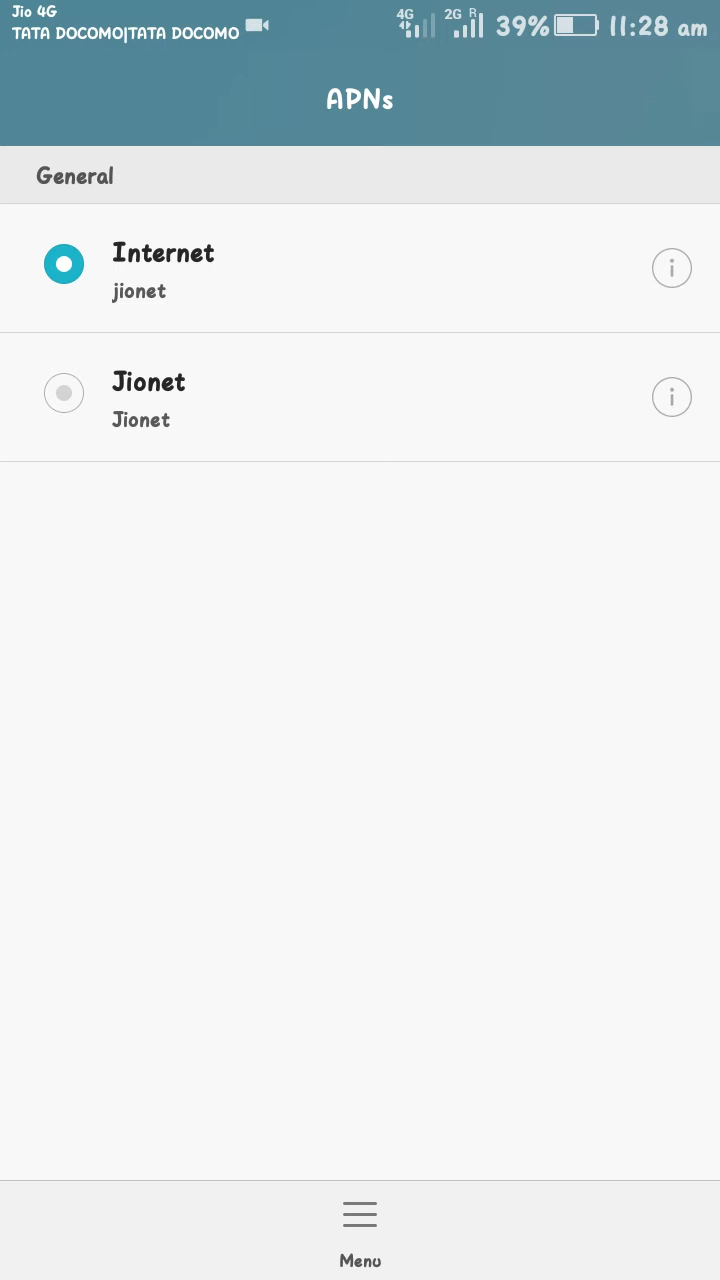 Jio 4G
TATA DOCOMO|TATA DOCOMO
4G 2G R 39% 11:28 am
APNs
General
Internet
jionet
Jionet
Jionet
Menu